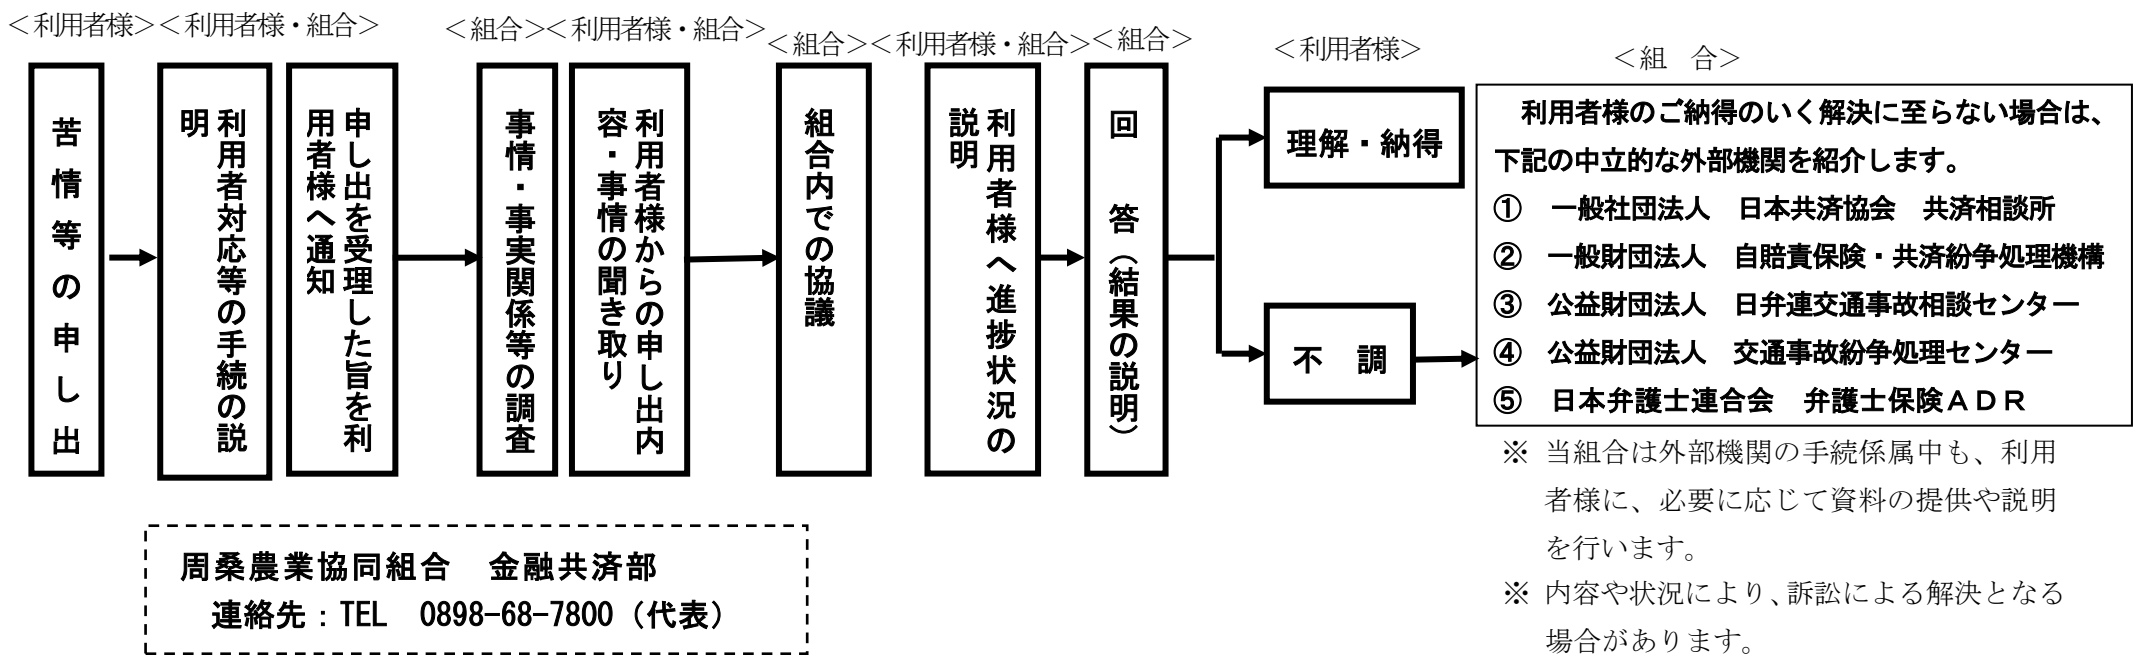 ＜利用者様＞
＜利用者様・組合＞
＜組合＞
＜利用者様・組合＞
＜組合＞
＜利用者様・組合＞
＜組合＞
＜利用者様＞
＜組　合＞
苦情等の申し出
利用者対応等の手続の説
明
申し出を受理した旨を利
用者様へ通知
事情・事実関係等の調査
利用者様からの申し出内
容・事情の聞き取り
組合内での協議
利用者様へ進捗状況の
説明
回　答（結果の説明）
理解・納得
不　調
利用者様のご納得のいく解決に至らない場合は、
下記の中立的な外部機関を紹介します。
①　一般社団法人　日本共済協会　共済相談所
②　一般財団法人　自賠責保険・共済紛争処理機構
③　公益財団法人　日弁連交通事故相談センター
④　公益財団法人　交通事故紛争処理センター
⑤　日本弁護士連合会　弁護士保険ＡＤＲ
※ 当組合は外部機関の手続係属中も、利用
者様に、必要に応じて資料の提供や説明
を行います。
※ 内容や状況により、訴訟による解決となる
場合があります。
周桑農業協同組合　金融共済部
連絡先：TEL　0898-68-7800（代表）